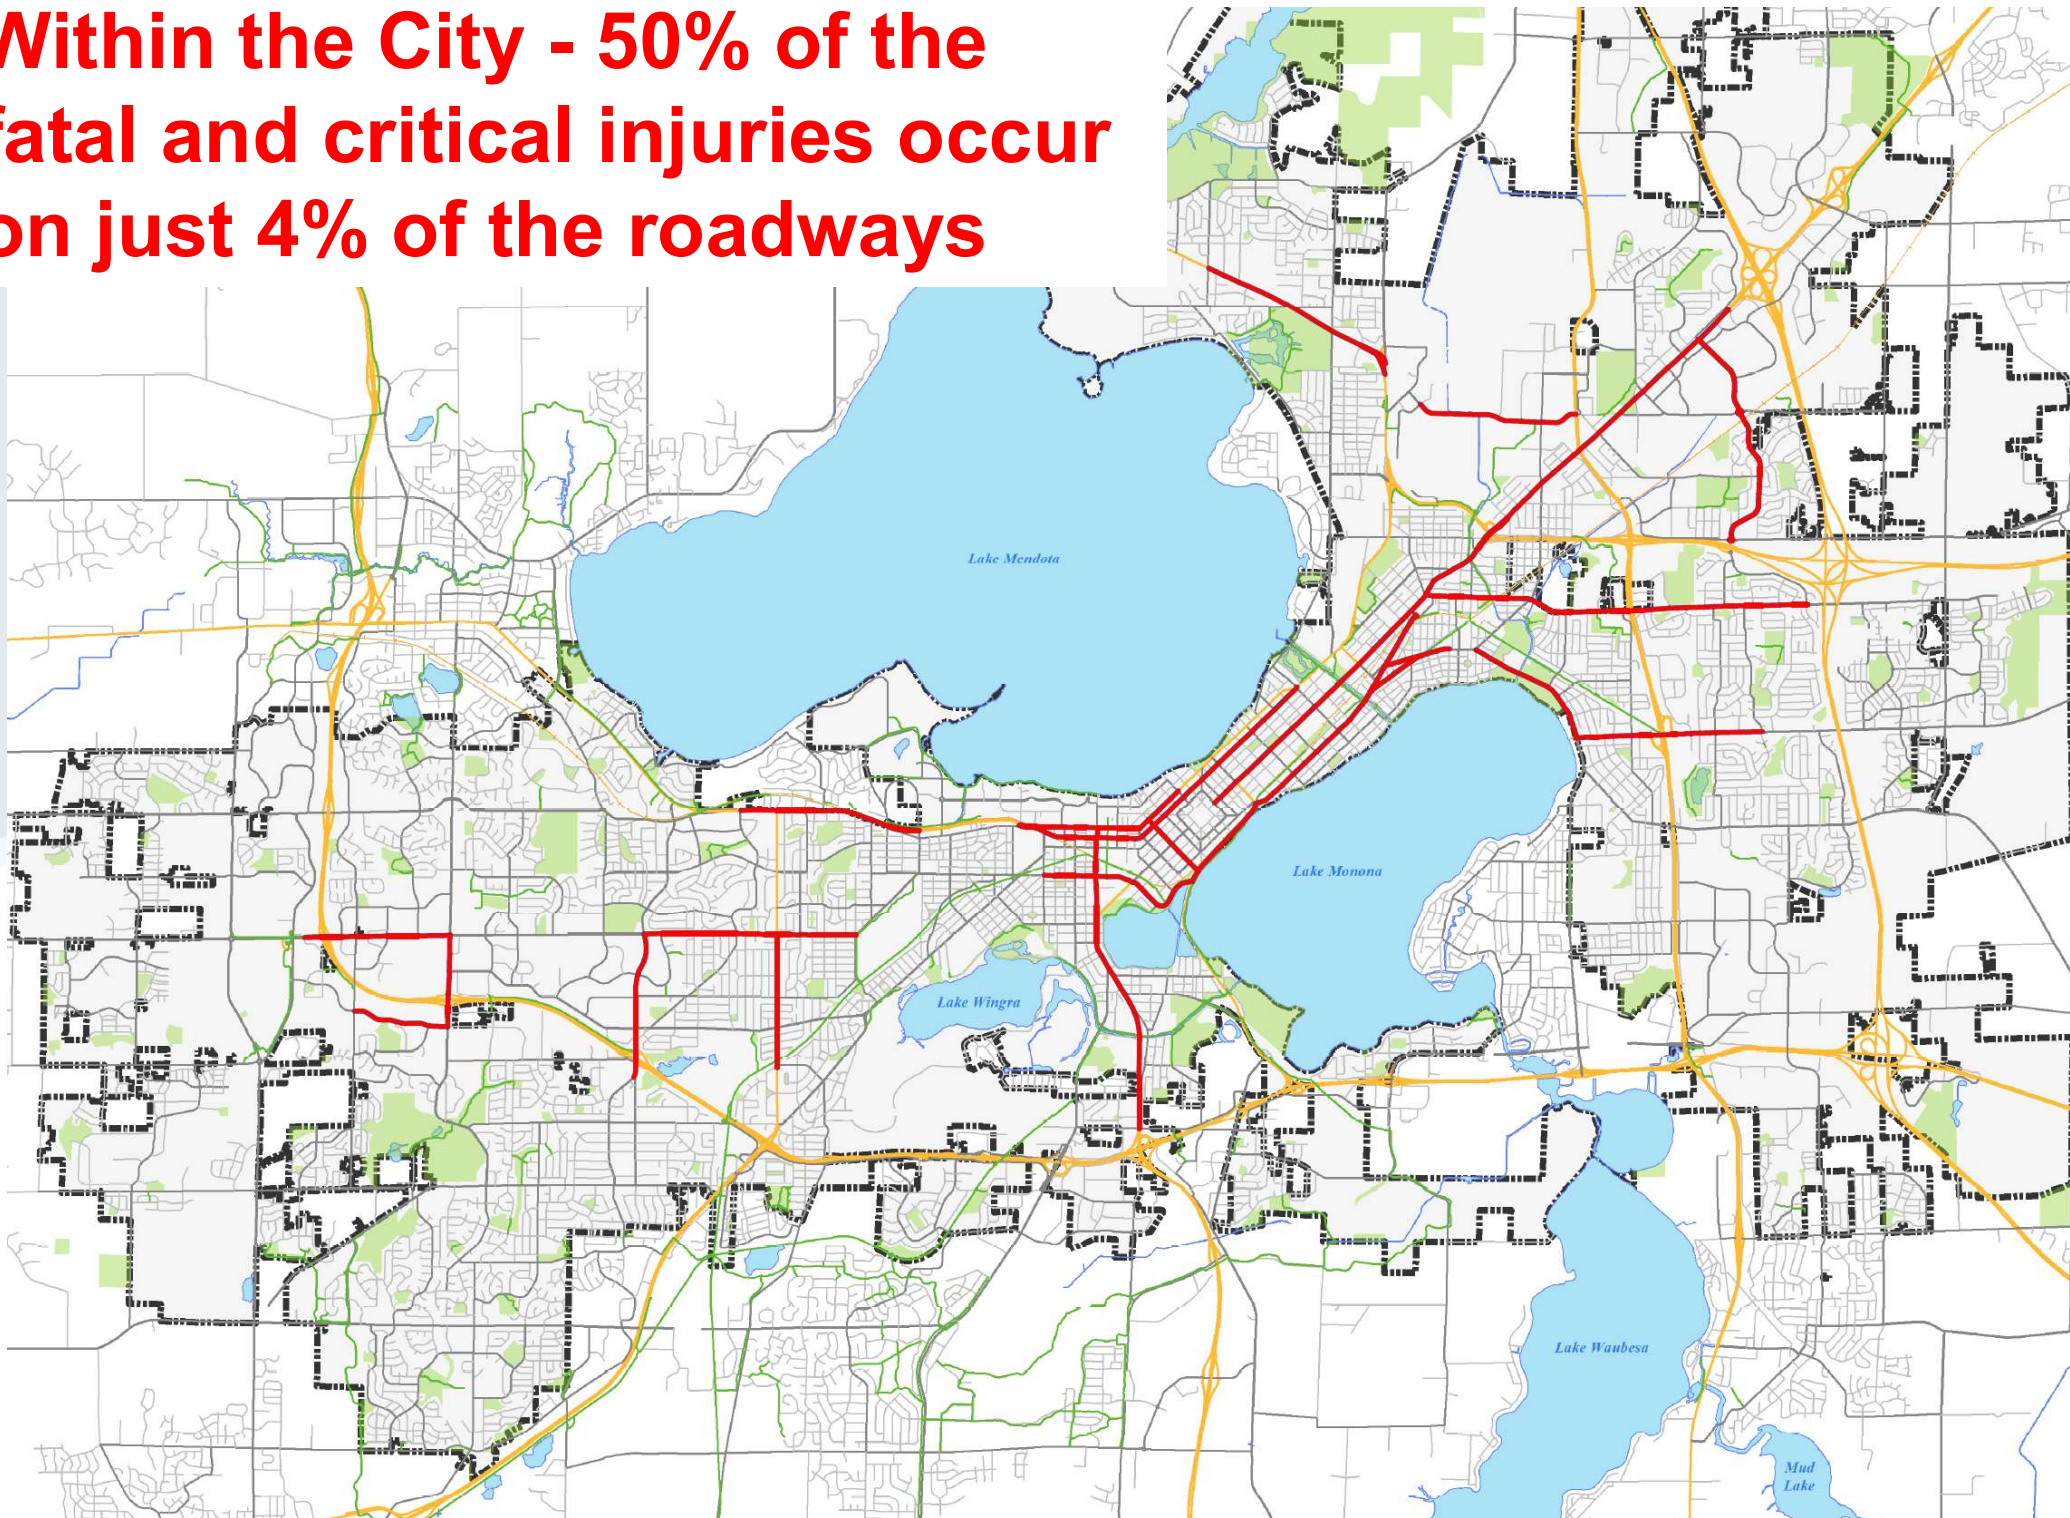 Within the City - 50% of the
fatal and critical injuries occur
on just 4% of the roadways
Lake Mendota
Lake Monona
Lake Wingra
Lake Waubesa
Mud
Lake